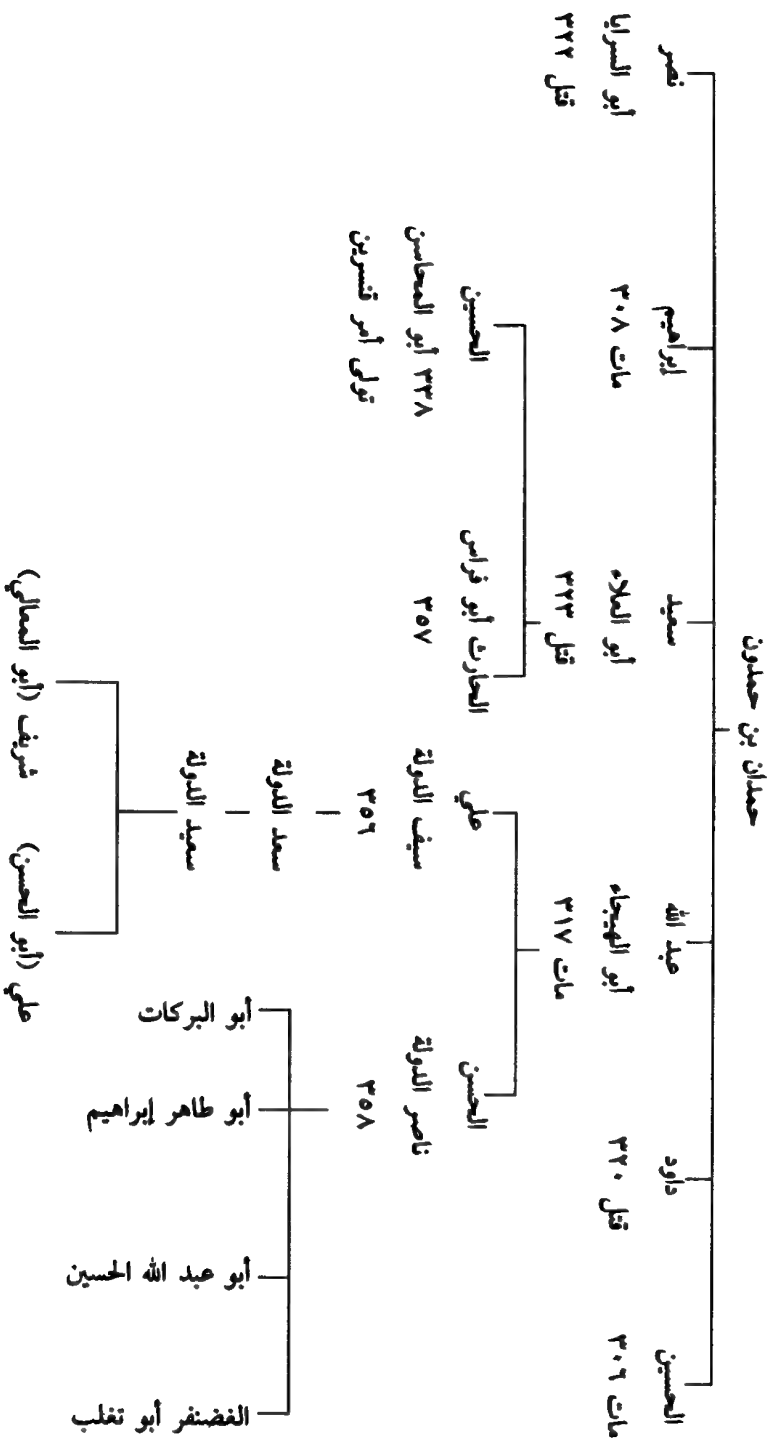 حمدان بن حمدون
الحسين
مات ٣٠٦
داود
قتل ٣٢٠
عبد الله
أبو الهيجاء
مات ٣١٧
سعيد
أبو العلاء
قتل ٣٢٣
إبراهيم
مات ٣٠٨
نصر
أبو السرايا
قتل ٣٢٢
الحسن
ناصر الدولة
٣٥٨
علي
سيف الدولة
٣٥٦
الحارث أبو فراس
٣٥٧
الحسين
٣٣٨ أبو المحاسن
تولى أمر قنسرين
سعد الدولة
سعيد الدولة
علي (أبو الحسن)
شريف (أبو المعالي)
أبو البركات
أبو طاهر إبراهيم
أبو عبد الله الحسين
الغضنفر أبو تغلب